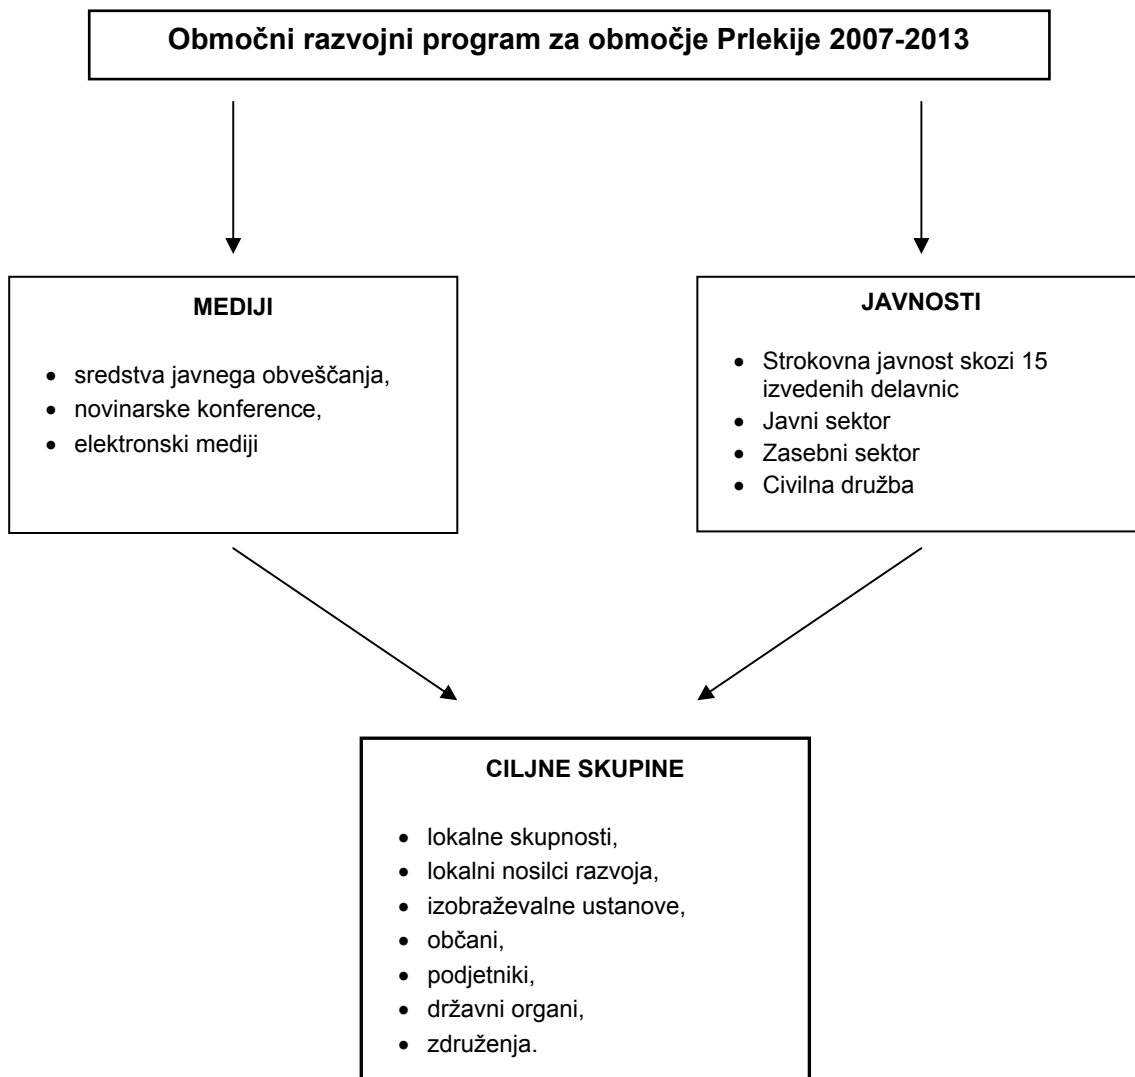 Območni razvojni program za območje Prlekije 2007-2013
MEDIJI
• sredstva javnega obveščanja,
• novinarske konference,
• elektronski mediji
JAVNOSTI
• Strokovna javnost skozi 15
izvedenih delavnic
• Javni sektor
• Zasebni sektor
• Civilna družba
CILJNE SKUPINE
• lokalne skupnosti,
• lokalni nosilci razvoja,
• izobraževalne ustanove,
• občani,
• podjetniki,
• državni organi,
• združenja.